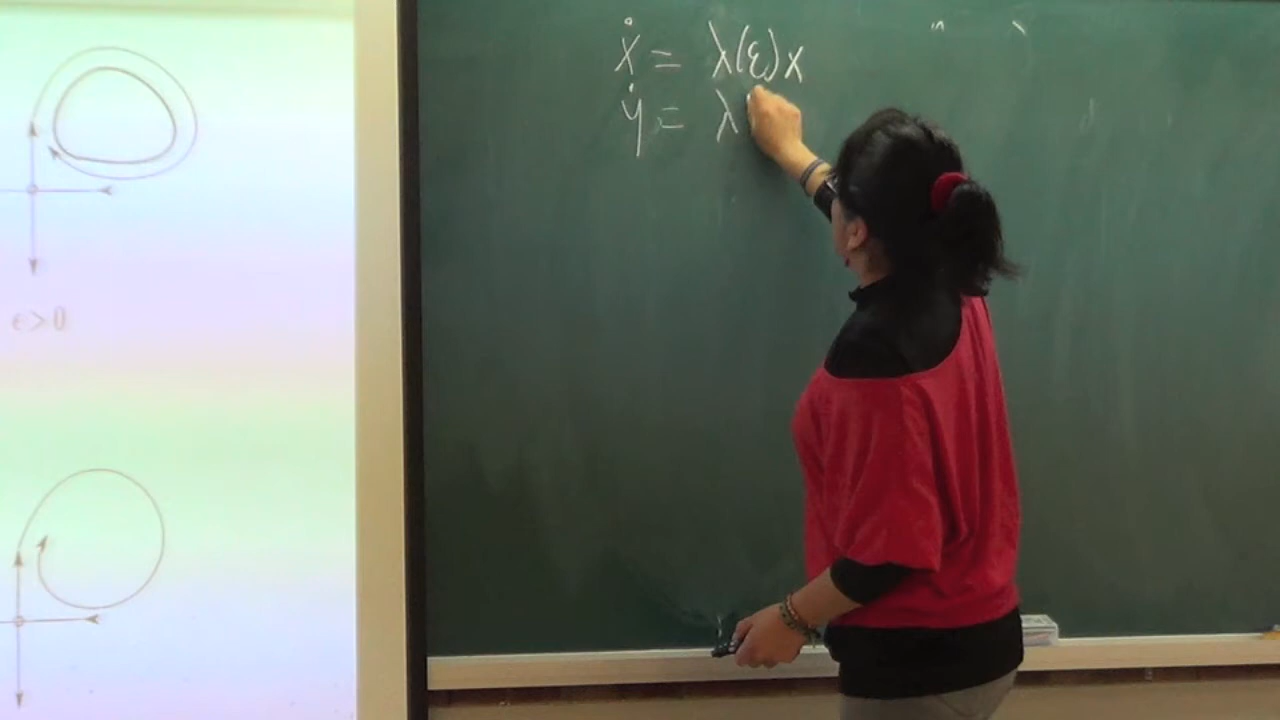 ẋ = λ(ε)x
ẏ = λ
ε > 0